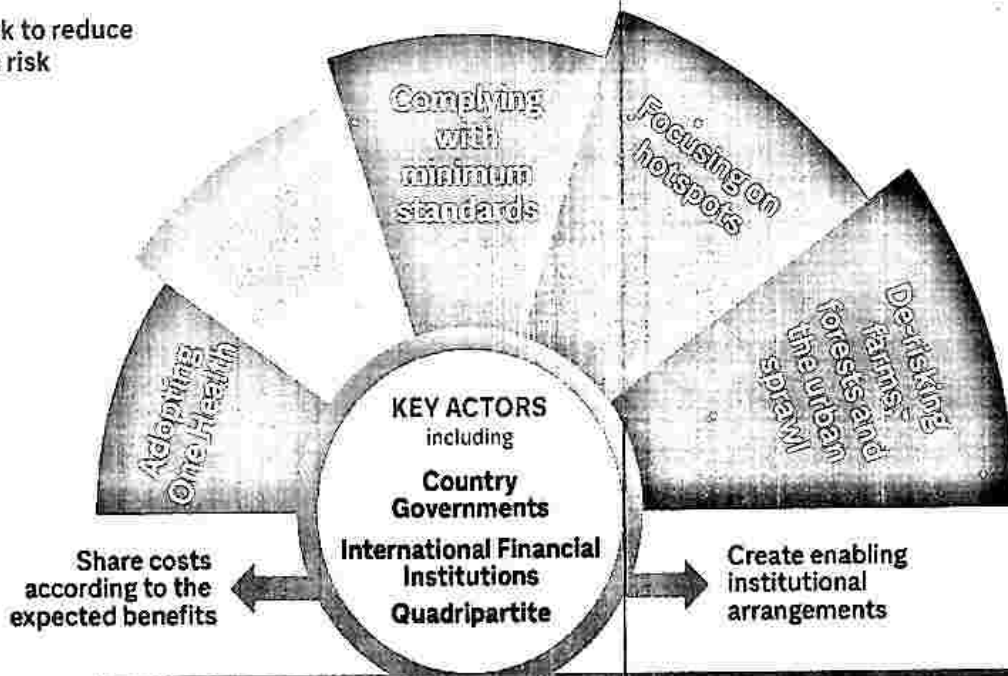 k to reduce
risk
Complying
with
minimum
standards
Focusing on
hotspots
De-risking
farms,
forests and
the urban
sprawl
Adopting
One Health
KEY ACTORS
including
Country
Governments
International Financial
Institutions
Quadripartite
Share costs
according to the
expected benefits
Create enabling
institutional
arrangements